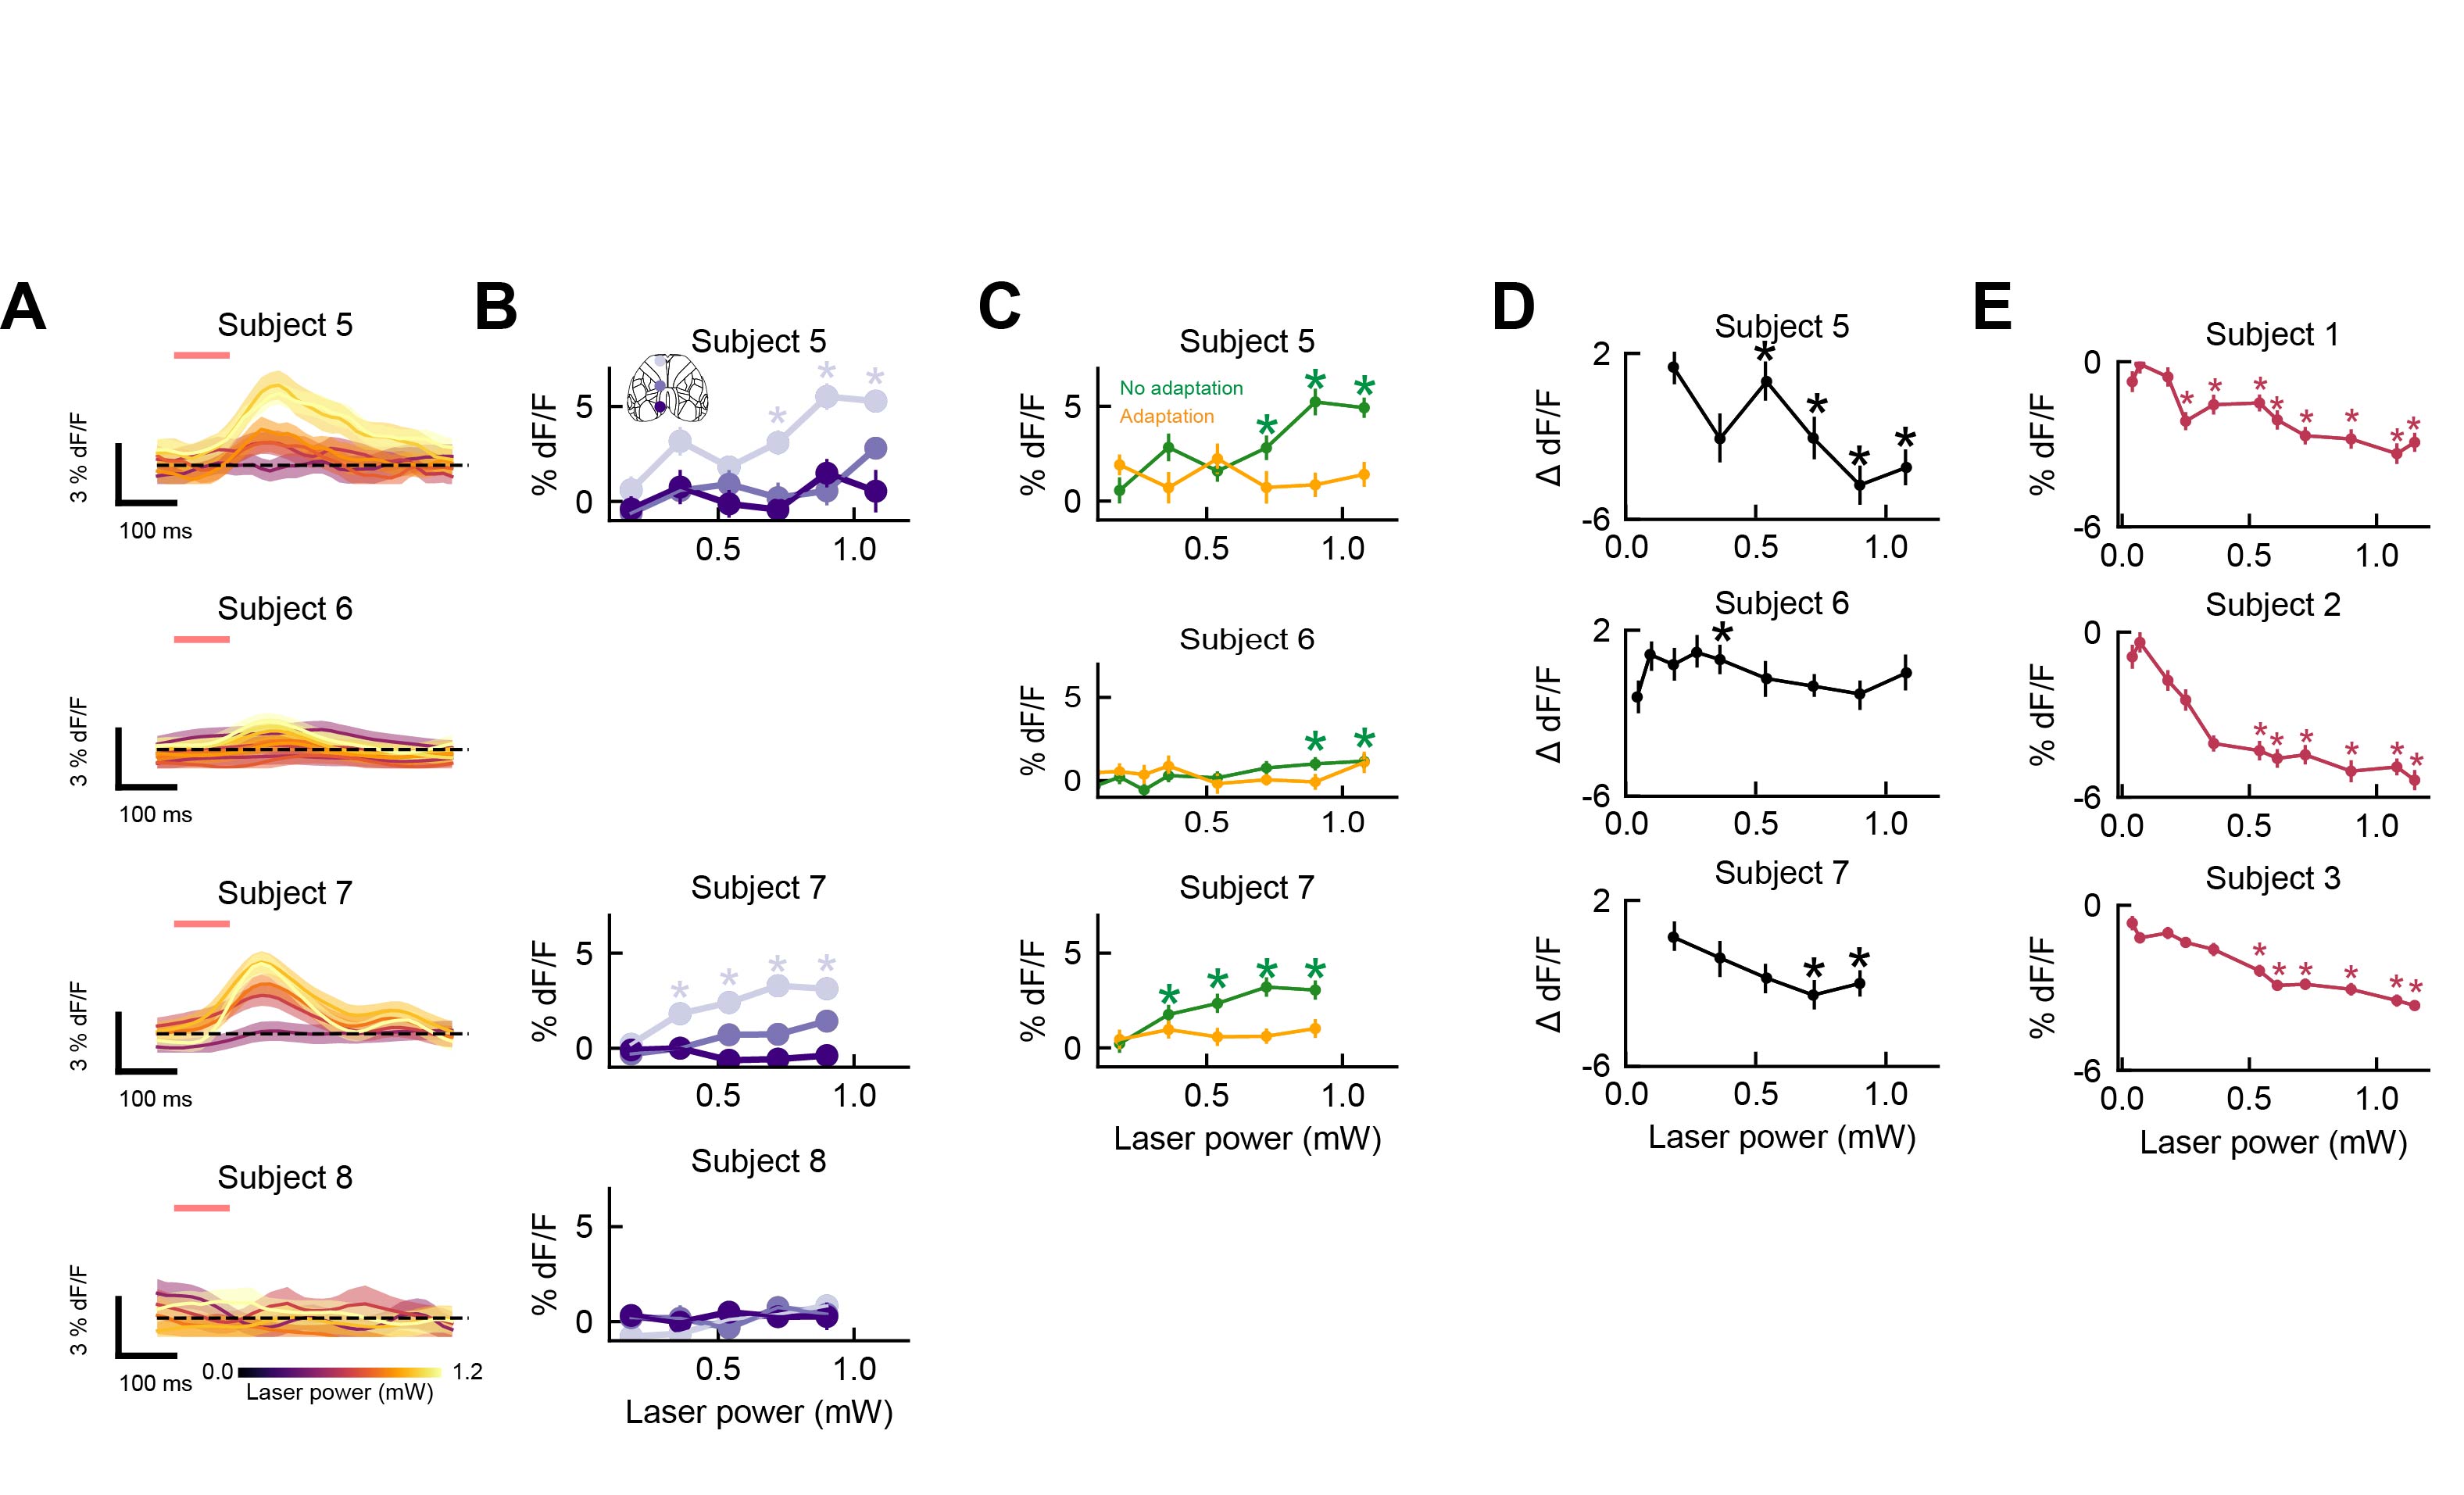 A
Subject 5
3 % dF/F
100 ms
Subject 6
3 % dF/F
100 ms
Subject 7
3 % dF/F
100 ms
Subject 8
3 % dF/F
100 ms
0.0
1.2
Laser power (mW)
B
Subject 5
% dF/F
5
0
* * *
0.5 1.0
Subject 7
% dF/F
5
0
* * * *
0.5 1.0
Subject 8
% dF/F
5
0
0.5 1.0
Laser power (mW)
C
Subject 5
No adaptation
Adaptation
% dF/F
5
0
* * *
0.5 1.0
Subject 6
% dF/F
5
0
* *
0.5 1.0
Subject 7
% dF/F
5
0
* * * *
0.5 1.0
Laser power (mW)
D
Subject 5
Δ dF/F
2
-6
* * * *
0.0 0.5 1.0
Subject 6
Δ dF/F
2
-6
*
0.0 0.5 1.0
Subject 7
Δ dF/F
2
-6
* *
0.0 0.5 1.0
Laser power (mW)
E
Subject 1
% dF/F
0
-6
* * * * * * * *
0.0 0.5 1.0
Subject 2
% dF/F
0
-6
* * * * * *
0.0 0.5 1.0
Subject 3
% dF/F
0
-6
* * * * * *
0.0 0.5 1.0
Laser power (mW)